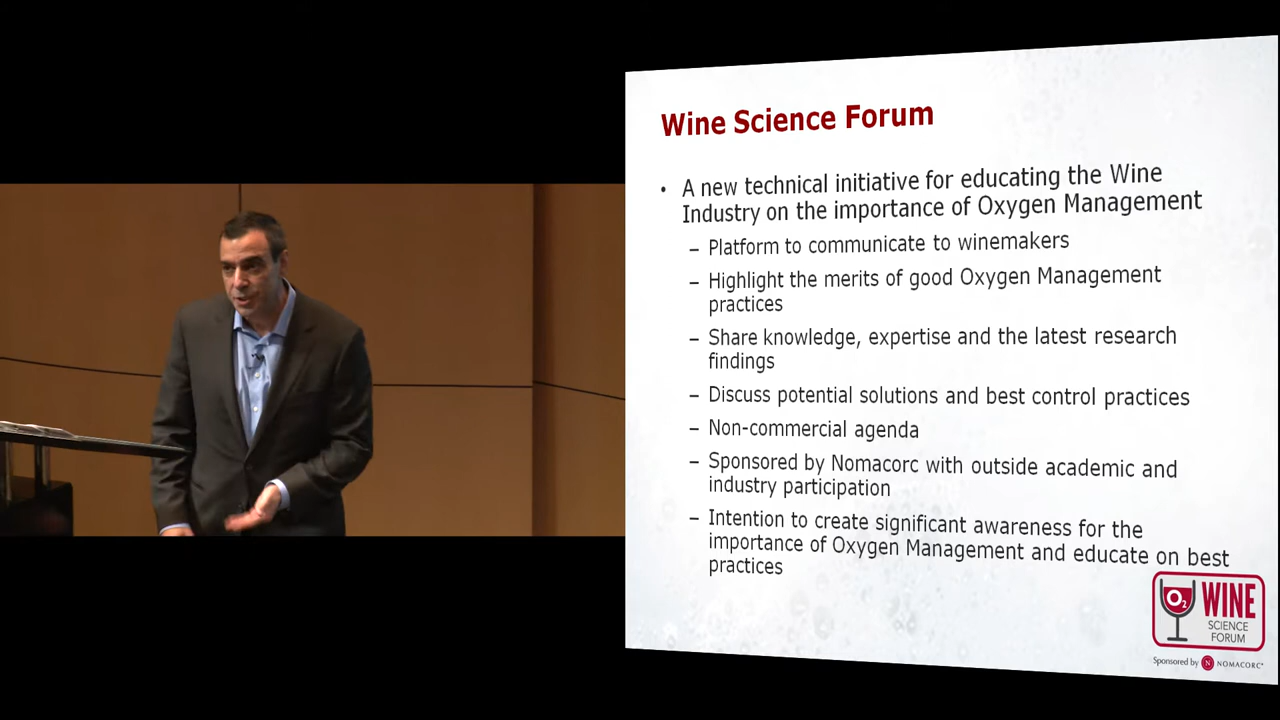 Wine Science Forum
• A new technical initiative for educating the Wine
Industry on the importance of Oxygen Management
– Platform to communicate to winemakers
– Highlight the merits of good Oxygen Management
practices
– Share knowledge, expertise and the latest research
findings
– Discuss potential solutions and best control practices
– Non-commercial agenda
– Sponsored by Nomacorc with outside academic and
industry participation
– Intention to create significant awareness for the
importance of Oxygen Management and educate on best
practices
O2 WINE
SCIENCE
FORUM
Sponsored by N NOMACORC